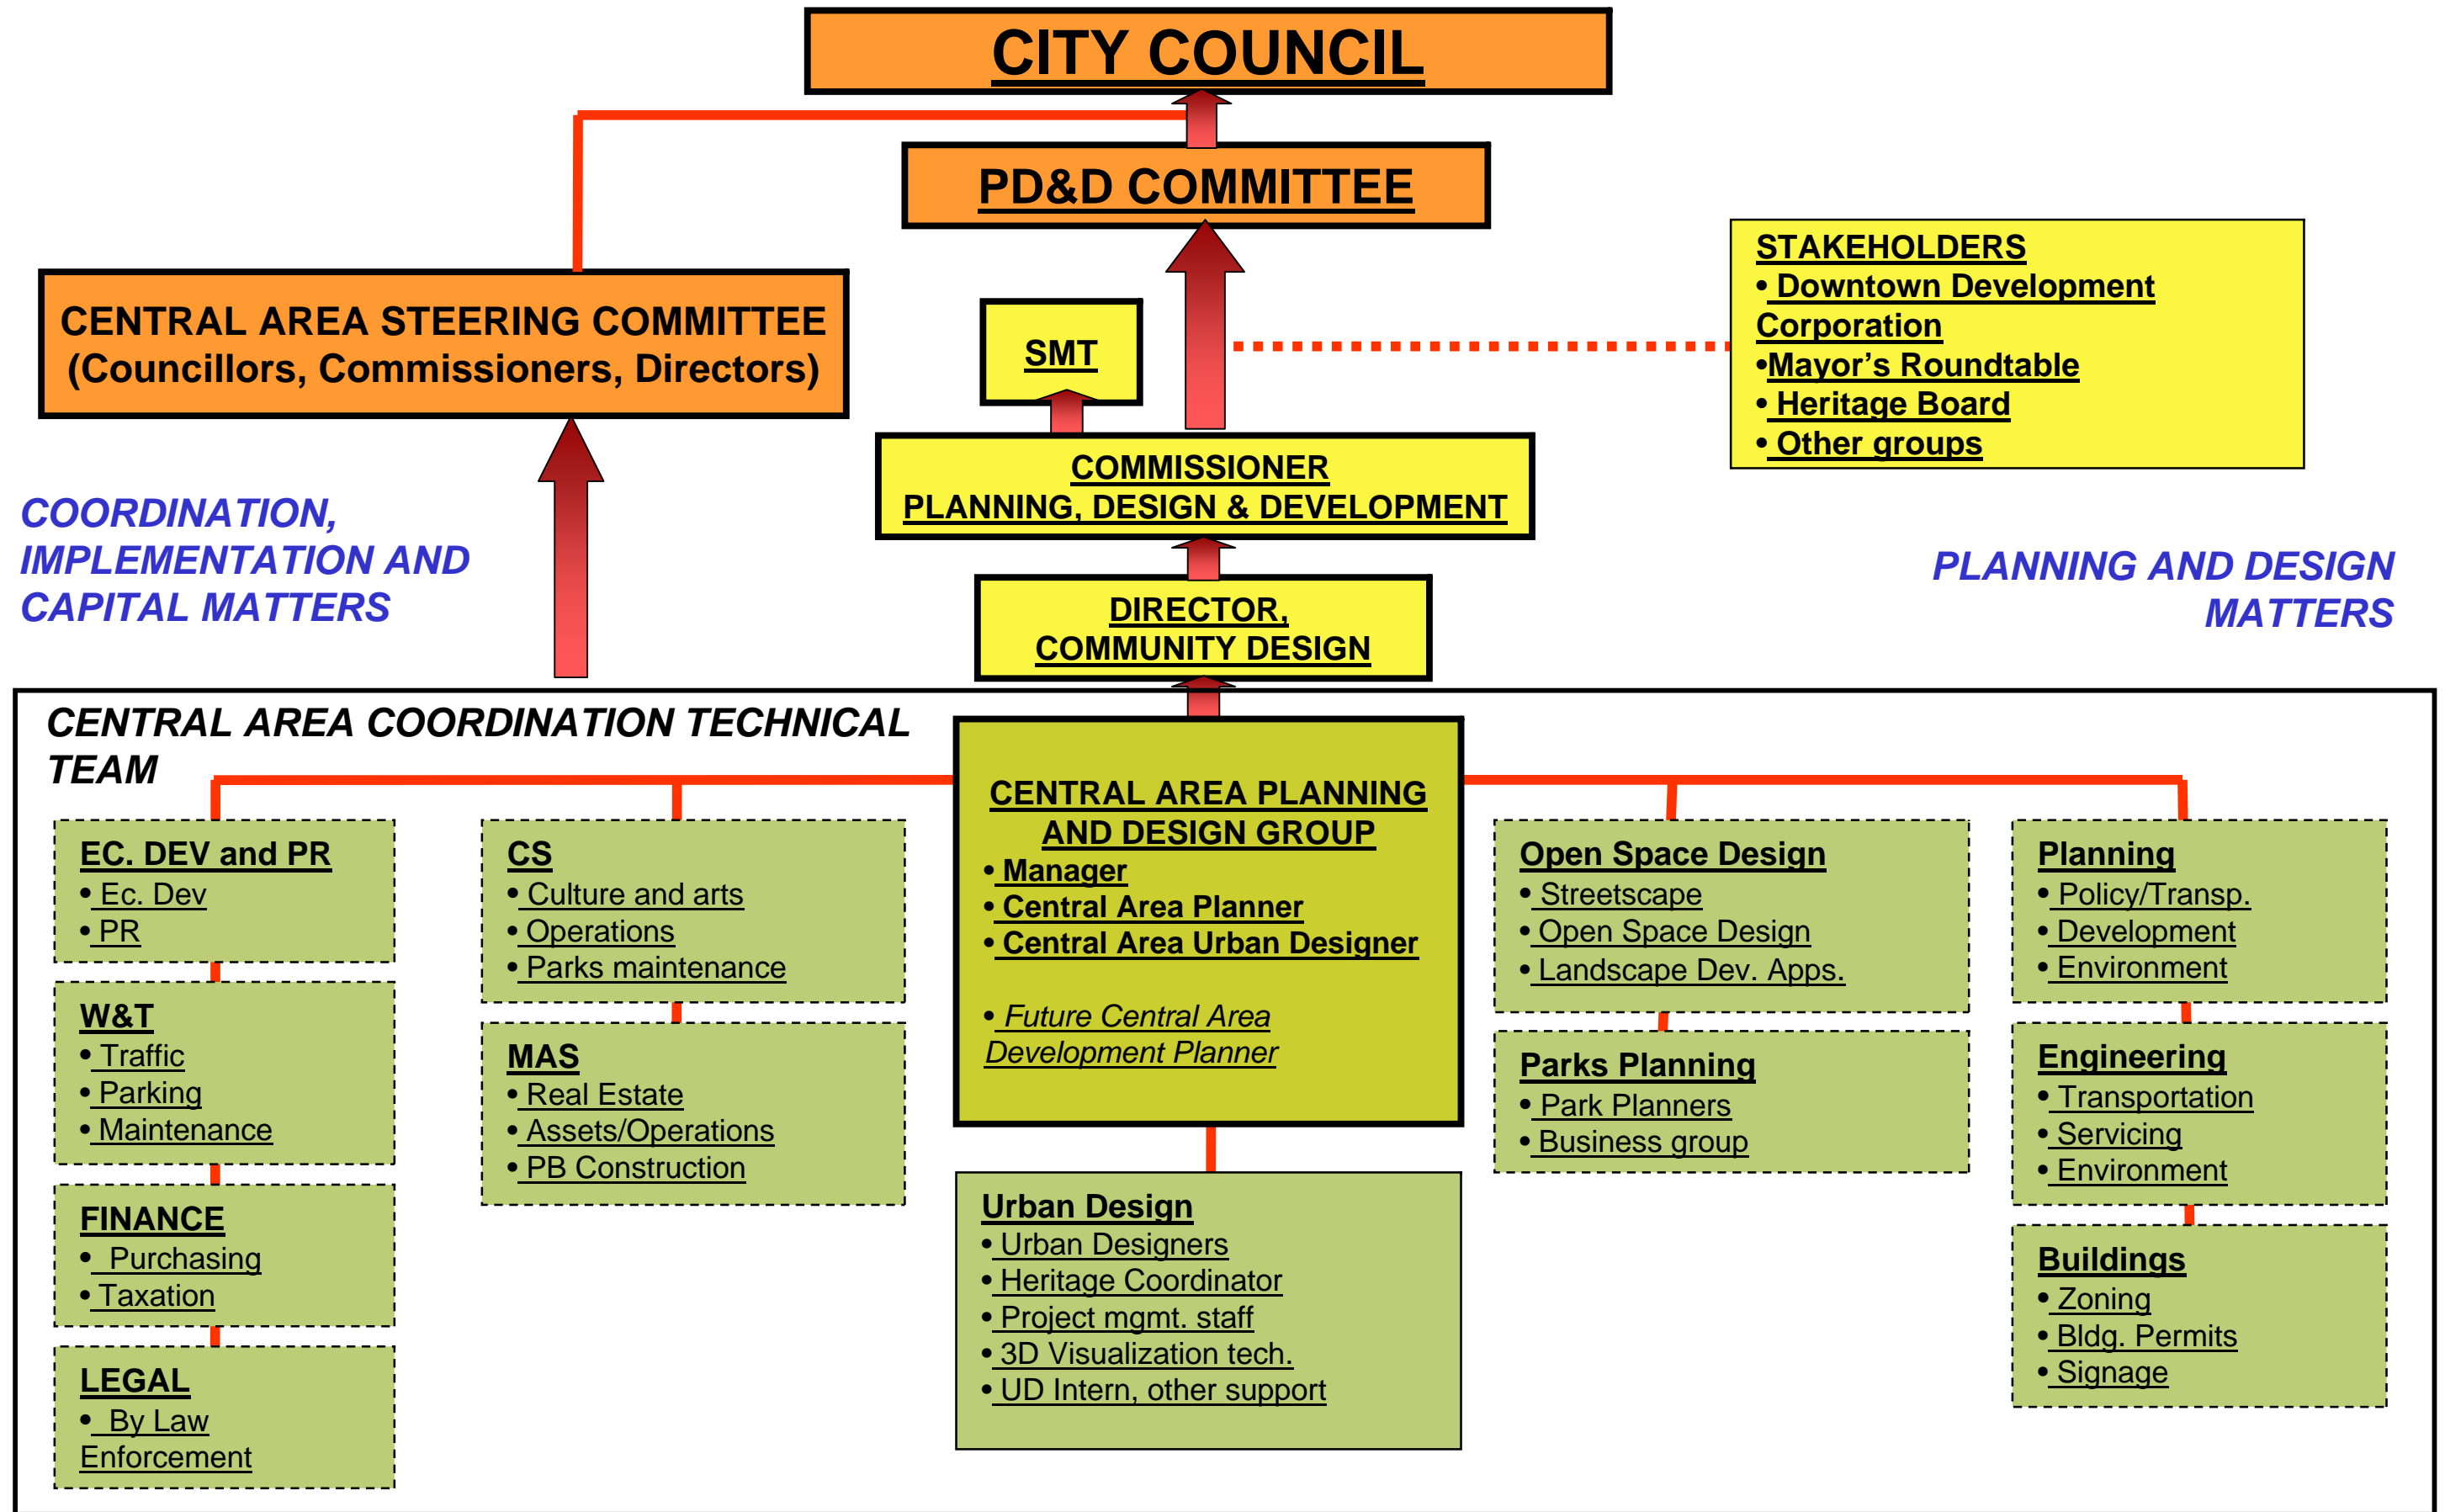 CITY COUNCIL
PD&D COMMITTEE
CENTRAL AREA STEERING COMMITTEE
(Councillors, Commissioners, Directors)
SMT
STAKEHOLDERS
• Downtown Development
Corporation
•Mayor’s Roundtable
• Heritage Board
• Other groups
COMMISSIONER
PLANNING, DESIGN & DEVELOPMENT
COORDINATION,
IMPLEMENTATION AND
CAPITAL MATTERS
PLANNING AND DESIGN
MATTERS
DIRECTOR,
COMMUNITY DESIGN
CENTRAL AREA COORDINATION TECHNICAL
TEAM
EC. DEV and PR
• Ec. Dev
• PR
W&T
• Traffic
• Parking
• Maintenance
FINANCE
• Purchasing
• Taxation
LEGAL
• By Law
Enforcement
CS
• Culture and arts
• Operations
• Parks maintenance
MAS
• Real Estate
• Assets/Operations
• PB Construction
CENTRAL AREA PLANNING
AND DESIGN GROUP
• Manager
• Central Area Planner
• Central Area Urban Designer
• Future Central Area
Development Planner
Urban Design
• Urban Designers
• Heritage Coordinator
• Project mgmt. staff
• 3D Visualization tech.
• UD Intern, other support
Open Space Design
• Streetscape
• Open Space Design
• Landscape Dev. Apps.
Parks Planning
• Park Planners
• Business group
Planning
• Policy/Transp.
• Development
• Environment
Engineering
• Transportation
• Servicing
• Environment
Buildings
• Zoning
• Bldg. Permits
• Signage